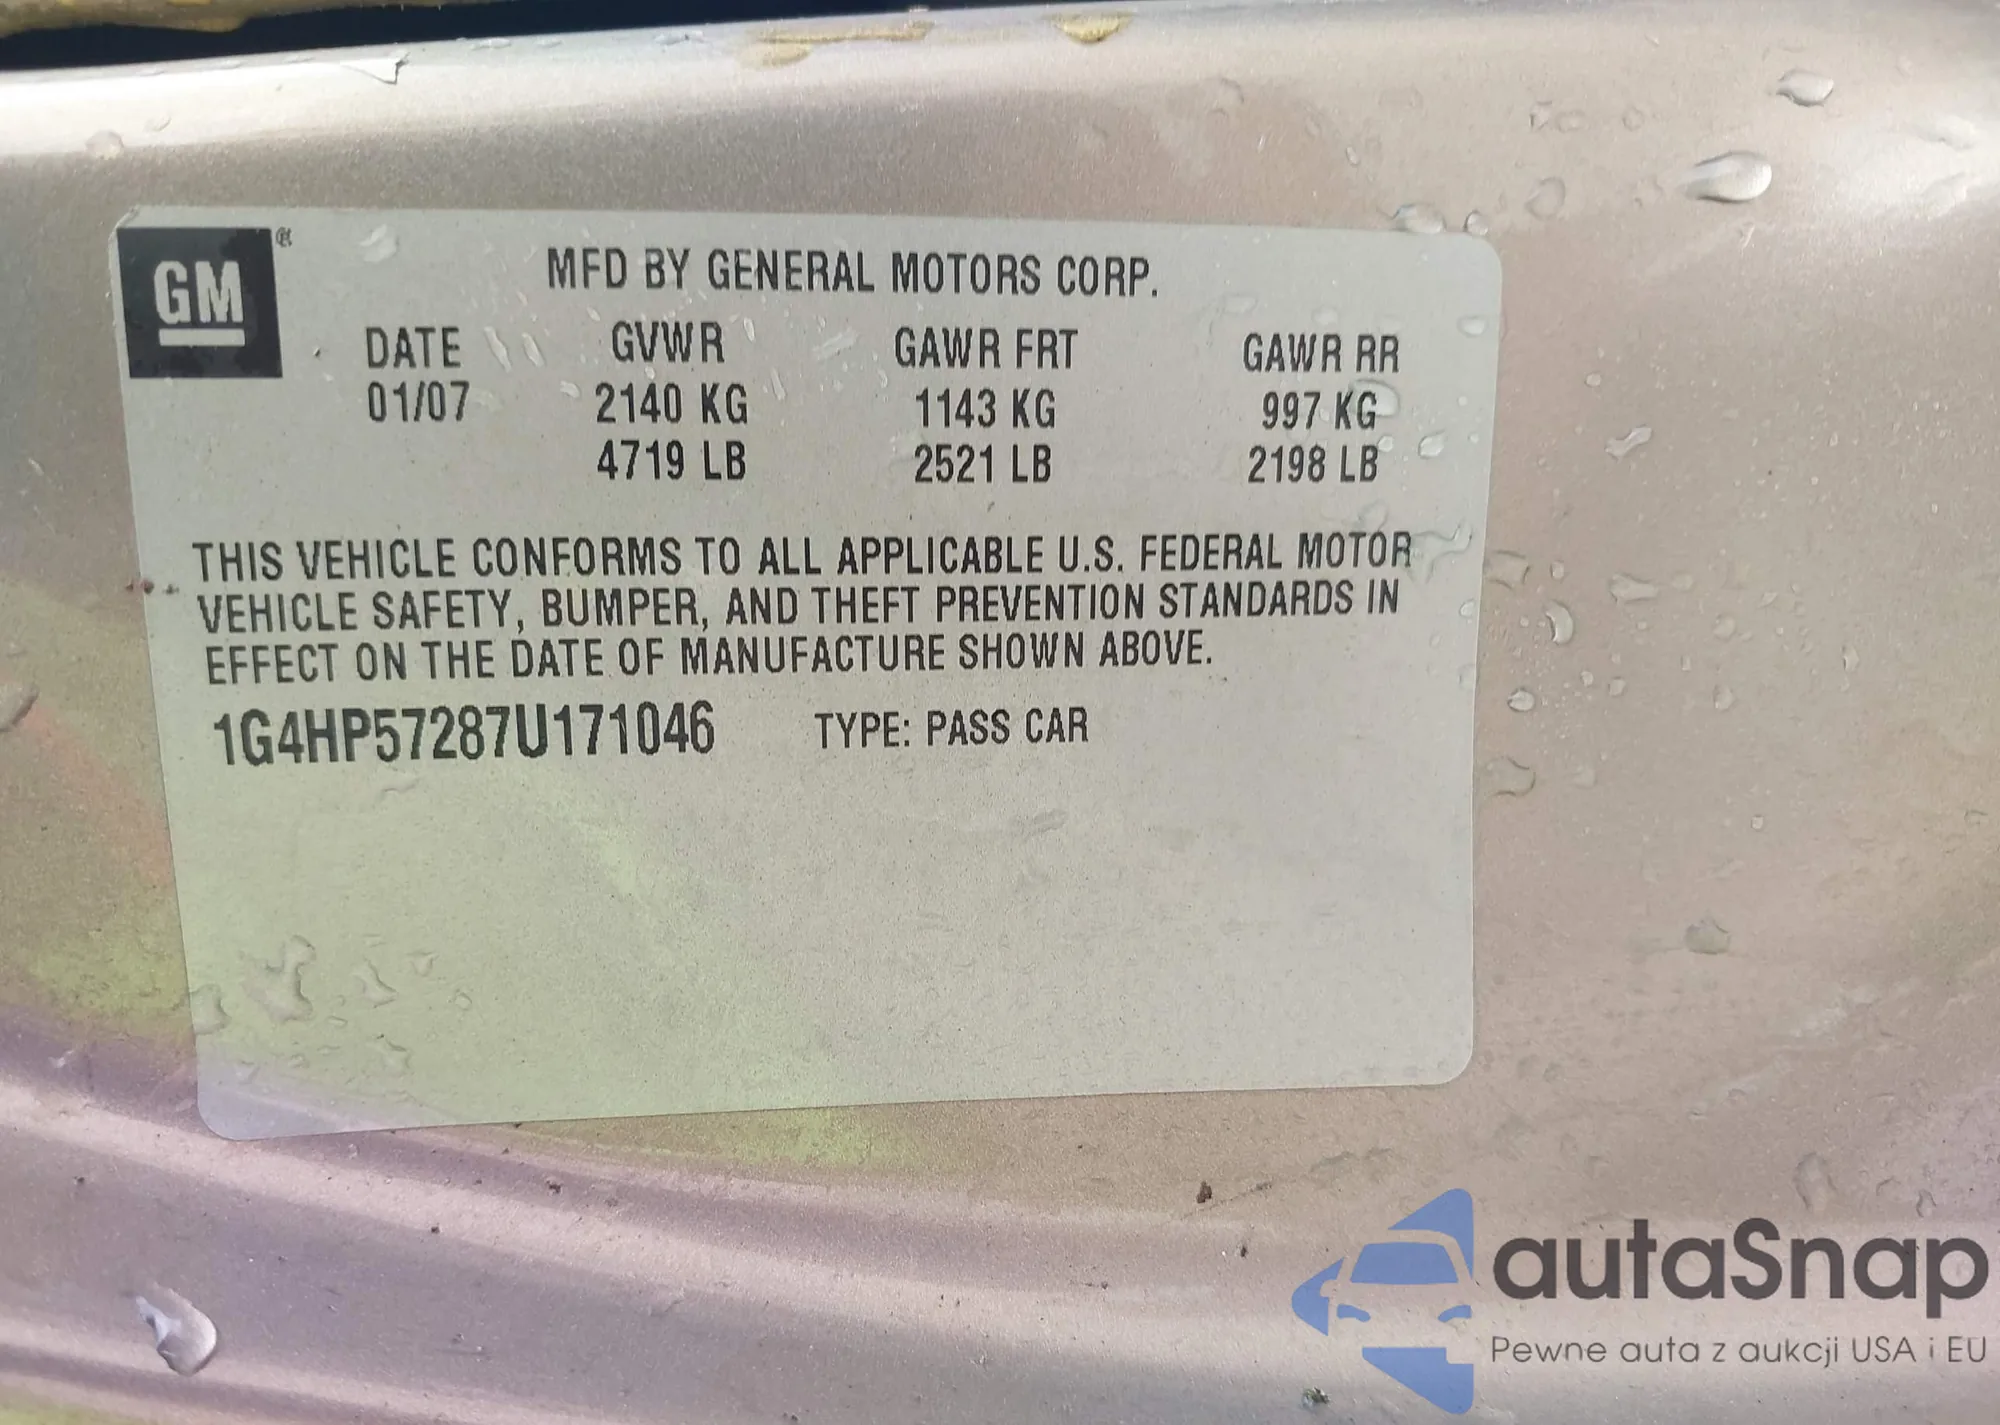 GM
MFD BY GENERAL MOTORS CORP.
DATE GVWR GAWR FRT GAWR RR
01/07 2140 KG 1143 KG 997 KG
4719 LB 2521 LB 2198 LB
THIS VEHICLE CONFORMS TO ALL APPLICABLE U.S. FEDERAL MOTOR
VEHICLE SAFETY, BUMPER, AND THEFT PREVENTION STANDARDS IN
EFFECT ON THE DATE OF MANUFACTURE SHOWN ABOVE.
1G4HP57287U171046 TYPE: PASS CAR
autaSnap
Pewne auta z aukcji USA i EU